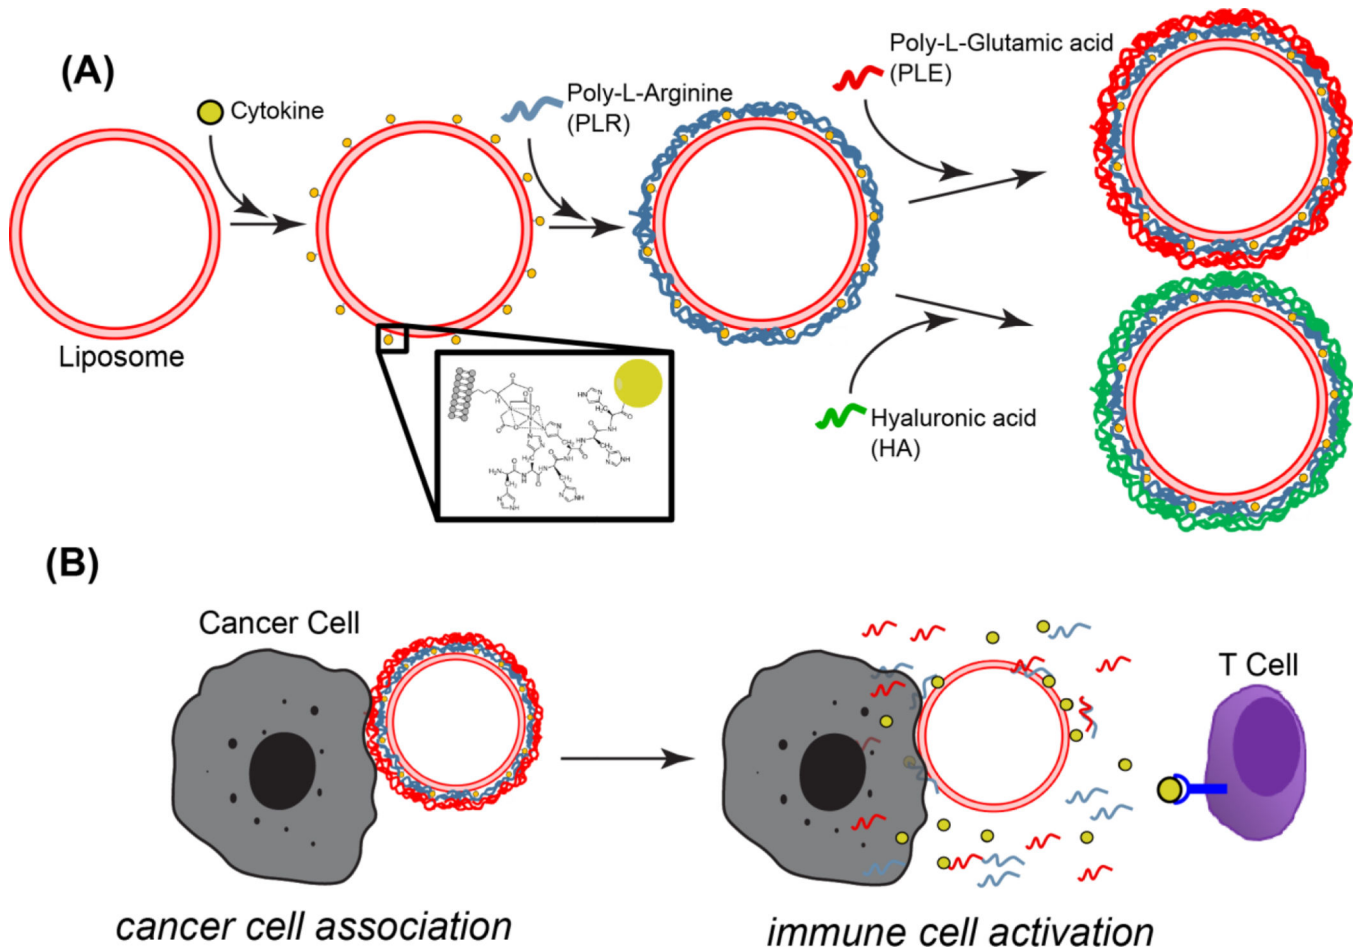 (A)
Cytokine
Poly-L-Arginine
(PLR)
Poly-L-Glutamic acid
(PLE)
Liposome
Hyaluronic acid
(HA)
(B)
Cancer Cell
T Cell
cancer cell association
immune cell activation